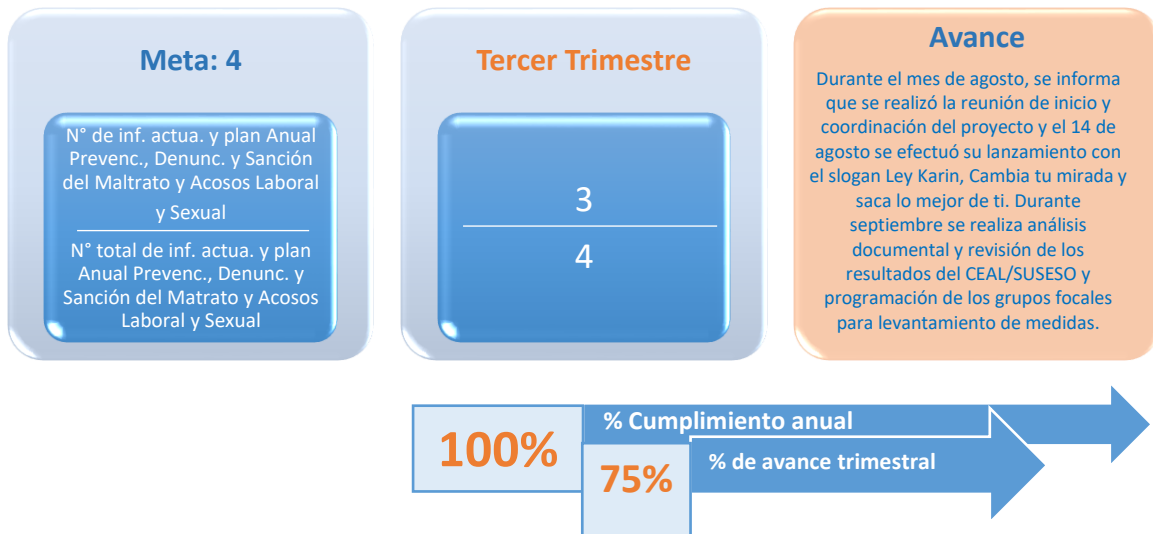 Meta: 4
N° de inf. actua. y plan Anual
Prevenc., Denunc. y Sanción
del Maltrato y Acosos Laboral
y Sexual
N° total de inf. actua. y plan
Anual Prevenc., Denunc. y
Sanción del Matrato y Acosos
Laboral y Sexual
Tercer Trimestre
3
4
Avance
Durante el mes de agosto, se informa
que se realizó la reunión de inicio y
coordinación del proyecto y el 14 de
agosto se efectuó su lanzamiento con
el slogan Ley Karin, Cambia tu mirada y
saca lo mejor de ti. Durante
septiembre se realiza análisis
documental y revisión de los
resultados del CEAL/SUSESO y
programación de los grupos focales
para levantamiento de medidas.
100%
% Cumplimiento anual
75%
% de avance trimestral